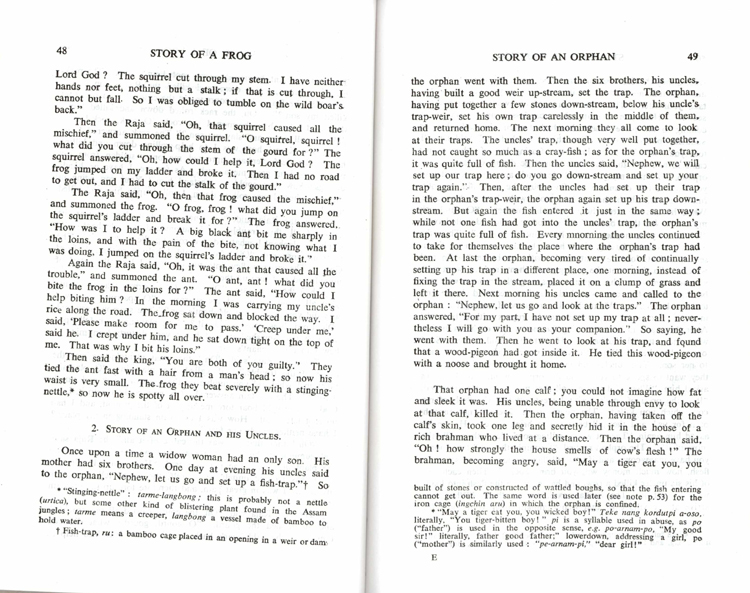 48 STORY OF A FROG
Lord God ? The squirrel cut through my stem. I have neither
hands nor feet, nothing but a stalk ; if that is cut through, I
cannot but fall. So I was obliged to tumble on the wild boar's
back."
Then the Raja said, "Oh, that squirrel caused all the
mischief," and summoned the squirrel. "O squirrel, squirrel !
what did you cut through the stem of the gourd for ?" The
squirrel answered, "Oh, how could I help it, Lord God ? The
frog jumped on my ladder and broke it. Then I had no road
to get out, and I had to cut the stalk of the gourd."
The Raja said, "Oh, then that frog caused the mischief,"
and summoned the frog. "O frog, frog ! what did you jump on
the squirrel's ladder and break it for ?" The frog answered,
"How was I to help it ? A big black ant bit me sharply in
the loins, and with the pain of the bite, not knowing what I
was doing, I jumped on the squirrel's ladder and broke it."
Again the Raja said, "Oh, it was the ant that caused all the
trouble," and summoned the ant. "O ant, ant ! what did you
bite the frog in the loins for ?" The ant said, "How could I
help biting him ? In the morning I was carrying my uncle's
rice along the road. The frog sat down and blocked the way. I
said, 'Please make room for me to pass.' 'Creep under me,'
said he. I crept under him, and he sat down tight on the top of
me. That was why I bit his loins."
Then said the king, "You are both of you guilty." They
tied the ant fast with a hair from a man's head ; so now his
waist is very small. The frog they beat severely with a stinging-
nettle,* so now he is spotty all over.
2. STORY OF AN ORPHAN AND HIS UNCLES.
Once upon a time a widow woman had an only son. His
mother had six brothers. One day at evening his uncles said
to the orphan, "Nephew, let us go and set up a fish-trap."† So
* "Stinging-nettle" : tarme-langbong ; this is probably not a nettle
(urtica), but some other kind of blistering plant found in the Assam
jungles ; tarme means a creeper, langbong a vessel made of bamboo to
hold water.
† Fish-trap, ru : a bamboo cage placed in an opening in a weir or dam
STORY OF AN ORPHAN 49
the orphan went with them. Then the six brothers, his uncles,
having built a good weir up-stream, set the trap. The orphan,
having put together a few stones down-stream, below his uncle's
trap-weir, set his own trap carelessly in the middle of them,
and returned home. The next morning they all come to look
at their traps. The uncles' trap, though very well put together,
had not caught so much as a cray-fish ; as for the orphan's trap,
it was quite full of fish. Then the uncles said, "Nephew, we will
set up our trap here ; do you go down-stream and set up your
trap again." Then, after the uncles had set up their trap
in the orphan's trap-weir, the orphan again set up his trap down-
stream. But again the fish entered it just in the same way ;
while not one fish had got into the uncles' trap, the orphan's
trap was quite full of fish. Every mnorning the uncles continued
to take for themselves the place where the orphan's trap had
been. At last the orphan, becoming very tired of continually
setting up his trap in a different place, one morning, instead of
fixing the trap in the stream, placed it on a clump of grass and
left it there. Next morning his uncles came and called to the
orphan : "Nephew, let us go and look at the traps." The orphan
answered, "For my part, I have not set up my trap at all ; never-
theless I will go with you as your companion." So saying, he
went with them. Then he went to look at his trap, and found
that a wood-pigeon had got inside it. He tied this wood-pigeon
with a noose and brought it home.
That orphan had one calf ; you could not imagine how fat
and sleek it was. His uncles, being unable through envy to look
at that calf, killed it. Then the orphan, having taken off the
calf's skin, took one leg and secretly hid it in the house of a
rich brahman who lived at a distance. Then the orphan said,
"Oh ! how strongly the house smells of cow's flesh !" The
brahman, becoming angry, said, "May a tiger eat you, you
built of stones or constructed of wattled boughs, so that the fish entering
cannot get out. The same word is used later (see note p. 53) for the
iron cage (ingchin aru) in which the orphan is confined.
* "May a tiger eat you, you wicked boy !" Teke nang kordutpi a-oso,
literally, "You tiger-bitten boy !" pi is a syllable used in abuse, as po
("father") is used in the opposite sense, e.g. po-arnam-po, "My good
sir !" literally, father good father ;" lowerdown, addressing a girl, po
("mother") is similarly used : "pe-arnam-pi," "dear girl !"
E